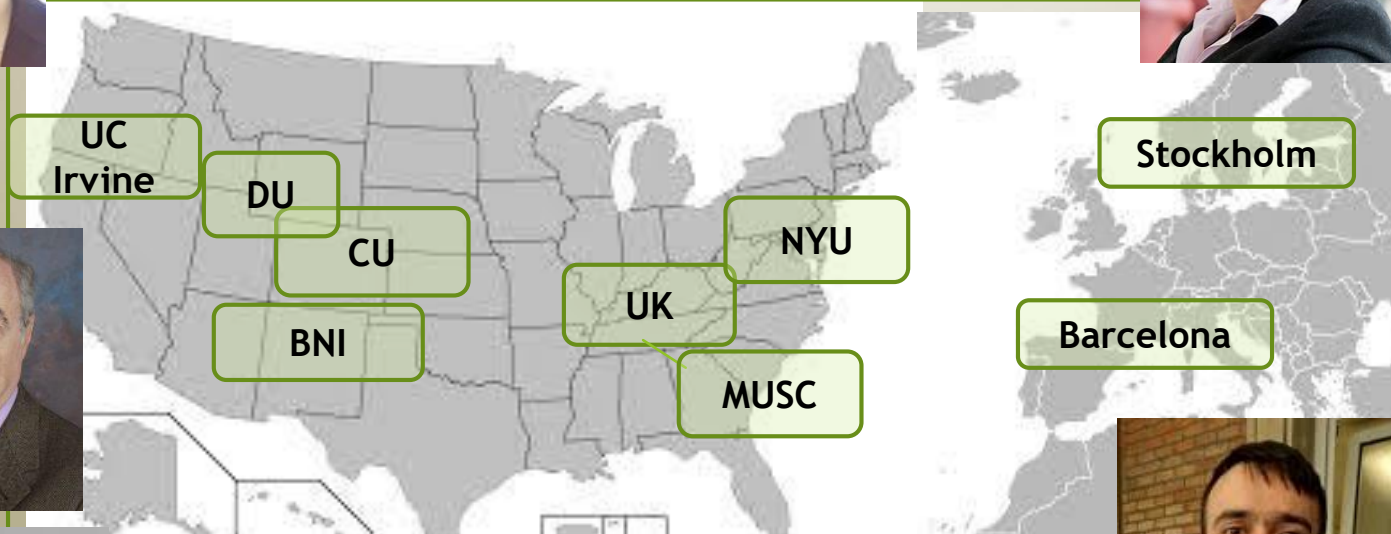 UC
Irvine
DU
CU
BNI
UK
NYU
MUSC
Stockholm
Barcelona